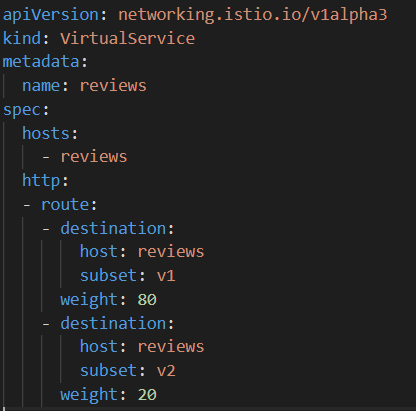 apiVersion: networking.istio.io/v1alpha3
kind: VirtualService
metadata:
  name: reviews
spec:
  hosts:
    - reviews
  http:
  - route:
    - destination:
        host: reviews
        subset: v1
      weight: 80
    - destination:
        host: reviews
        subset: v2
      weight: 20